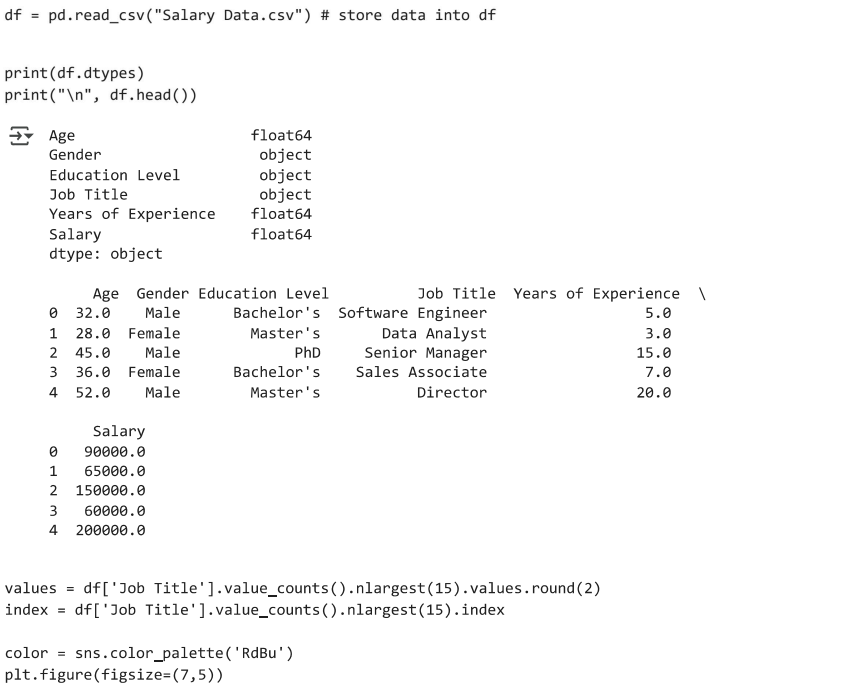 df = pd.read_csv("Salary Data.csv") # store data into df
print(df.dtypes)
print("\n", df.head())
Age                    float64
Gender                  object
Education Level         object
Job Title               object
Years of Experience    float64
Salary                 float64
dtype: object
     Age  Gender Education Level          Job Title  Years of Experience  \
0  32.0    Male      Bachelor's  Software Engineer                  5.0
1  28.0  Female        Master's       Data Analyst                  3.0
2  45.0    Male             PhD     Senior Manager                 15.0
3  36.0  Female      Bachelor's    Sales Associate                  7.0
4  52.0    Male        Master's           Director                 20.0
     Salary
0   90000.0
1   65000.0
2  150000.0
3   60000.0
4  200000.0
values = df['Job Title'].value_counts().nlargest(15).values.round(2)
index = df['Job Title'].value_counts().nlargest(15).index
color = sns.color_palette('RdBu')
plt.figure(figsize=(7,5))